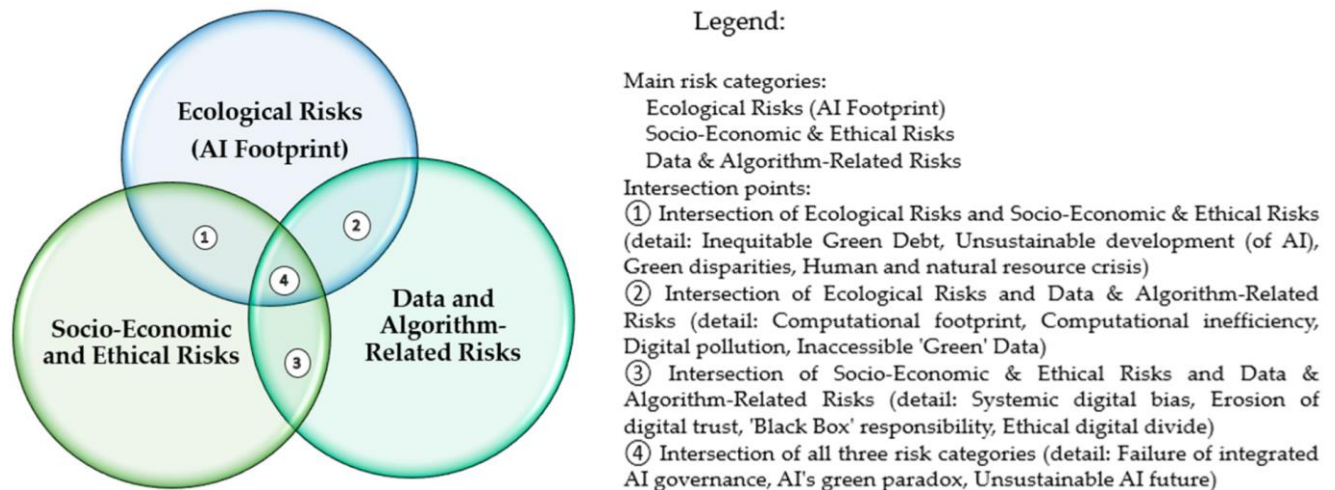 Ecological Risks
(AI Footprint)
①
②
④
③
Socio-Economic
and Ethical Risks
Data and
Algorithm-
Related Risks
Legend:
Main risk categories:
Ecological Risks (AI Footprint)
Socio-Economic & Ethical Risks
Data & Algorithm-Related Risks
Intersection points:
① Intersection of Ecological Risks and Socio-Economic & Ethical Risks
(detail: Inequitable Green Debt, Unsustainable development (of AI),
Green disparities, Human and natural resource crisis)
② Intersection of Ecological Risks and Data & Algorithm-Related
Risks (detail: Computational footprint, Computational inefficiency,
Digital pollution, Inaccessible 'Green' Data)
③ Intersection of Socio-Economic & Ethical Risks and Data &
Algorithm-Related Risks (detail: Systemic digital bias, Erosion of
digital trust, 'Black Box' responsibility, Ethical digital divide)
④ Intersection of all three risk categories (detail: Failure of integrated
AI governance, AI's green paradox, Unsustainable AI future)